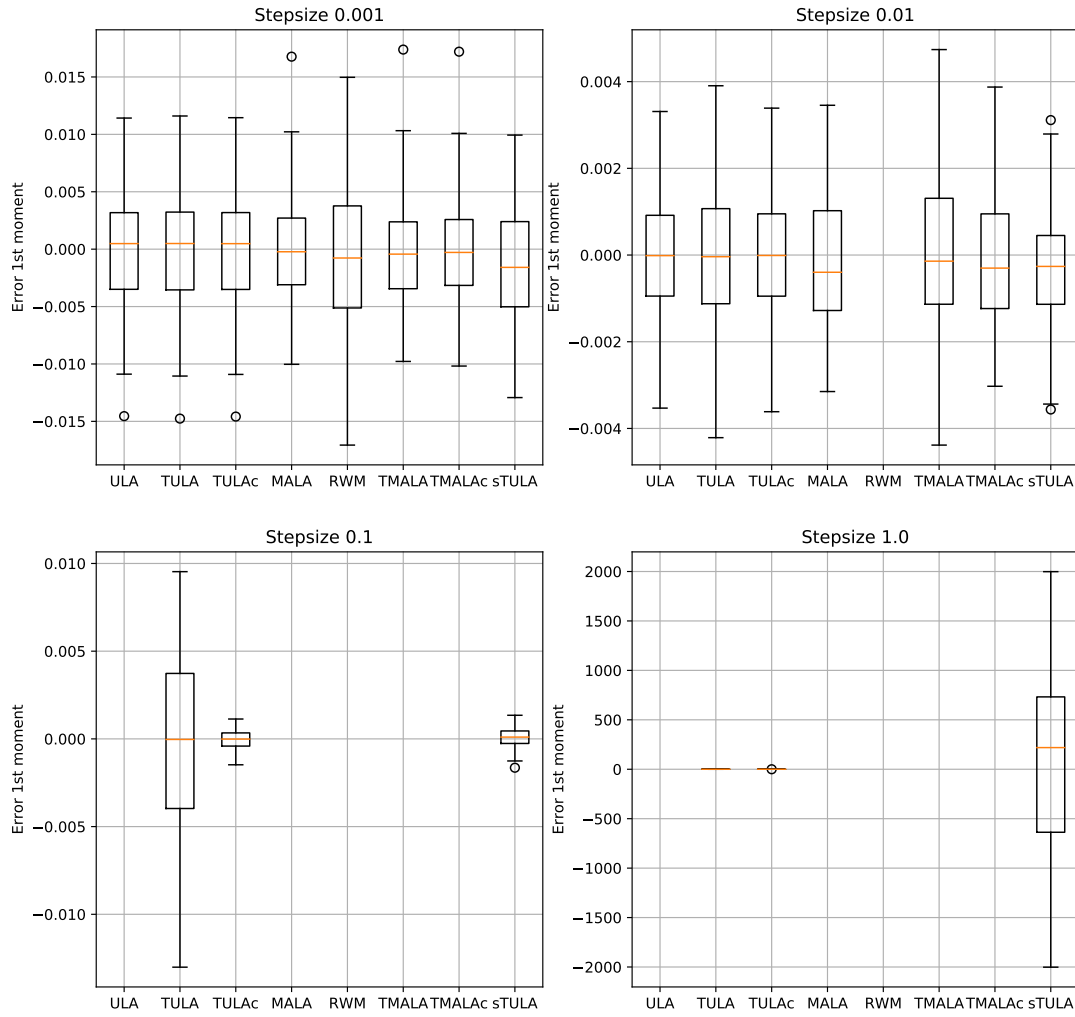 Stepsize 0.001
Error 1st moment
0.015
0.010
0.005
0.000
−0.005
−0.010
−0.015
ULA TULA TULAc MALA RWM TMALA TMALAc sTULA
Stepsize 0.01
Error 1st moment
0.004
0.002
0.000
−0.002
−0.004
ULA TULA TULAc MALA RWM TMALA TMALAc sTULA
Stepsize 0.1
Error 1st moment
0.010
0.005
0.000
−0.005
−0.010
ULA TULA TULAc MALA RWM TMALA TMALAc sTULA
Stepsize 1.0
Error 1st moment
2000
1500
1000
500
0
−500
−1000
−1500
−2000
ULA TULA TULAc MALA RWM TMALA TMALAc sTULA